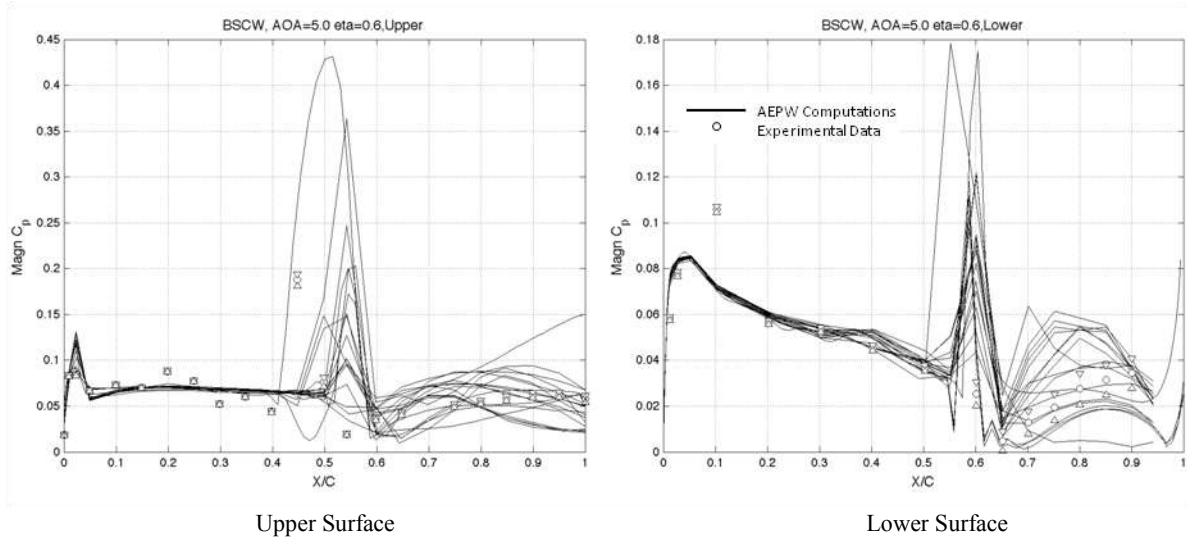 BSCW, AOA=5.0 eta=0.6,Upper
0.45
0.4
0.35
0.3
0.25
0.2
0.15
0.1
0.05
0
Magn Cp
0 0.1 0.2 0.3 0.4 0.5 0.6 0.7 0.8 0.9 1
X/C
Upper Surface
BSCW, AOA=5.0 eta=0.6,Lower
0.18
0.16
0.14
0.12
0.1
0.08
0.06
0.04
0.02
0
Magn Cp
AEPW Computations
Experimental Data
0 0.1 0.2 0.3 0.4 0.5 0.6 0.7 0.8 0.9 1
X/C
Lower Surface